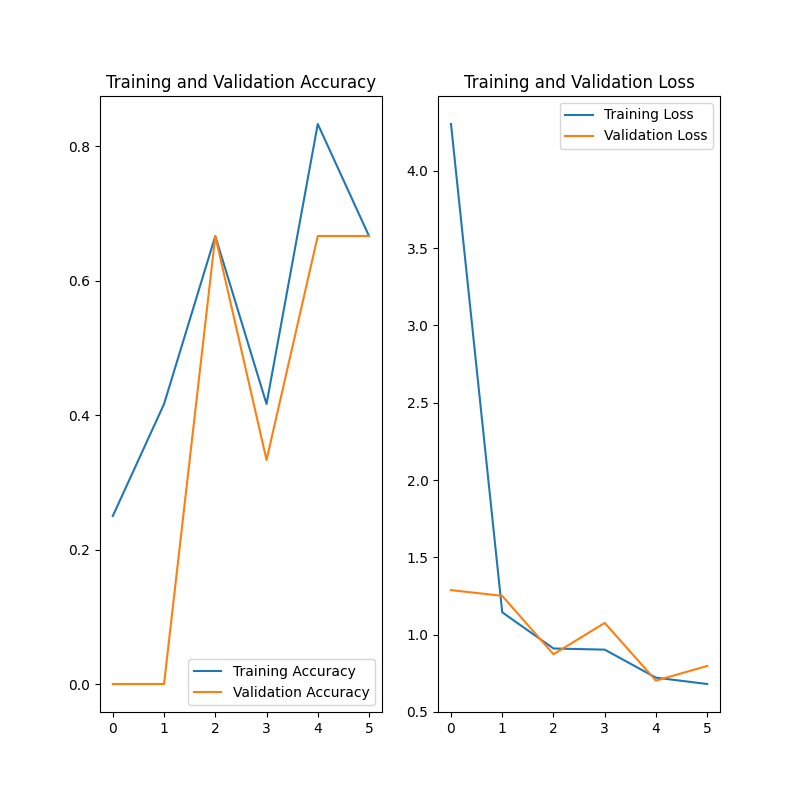 Training and Validation Accuracy
0.8
0.6
0.4
0.2
0.0
Training Accuracy
Validation Accuracy
0 1 2 3 4 5
Training and Validation Loss
Training Loss
Validation Loss
4.0
3.5
3.0
2.5
2.0
1.5
1.0
0.5
0 1 2 3 4 5